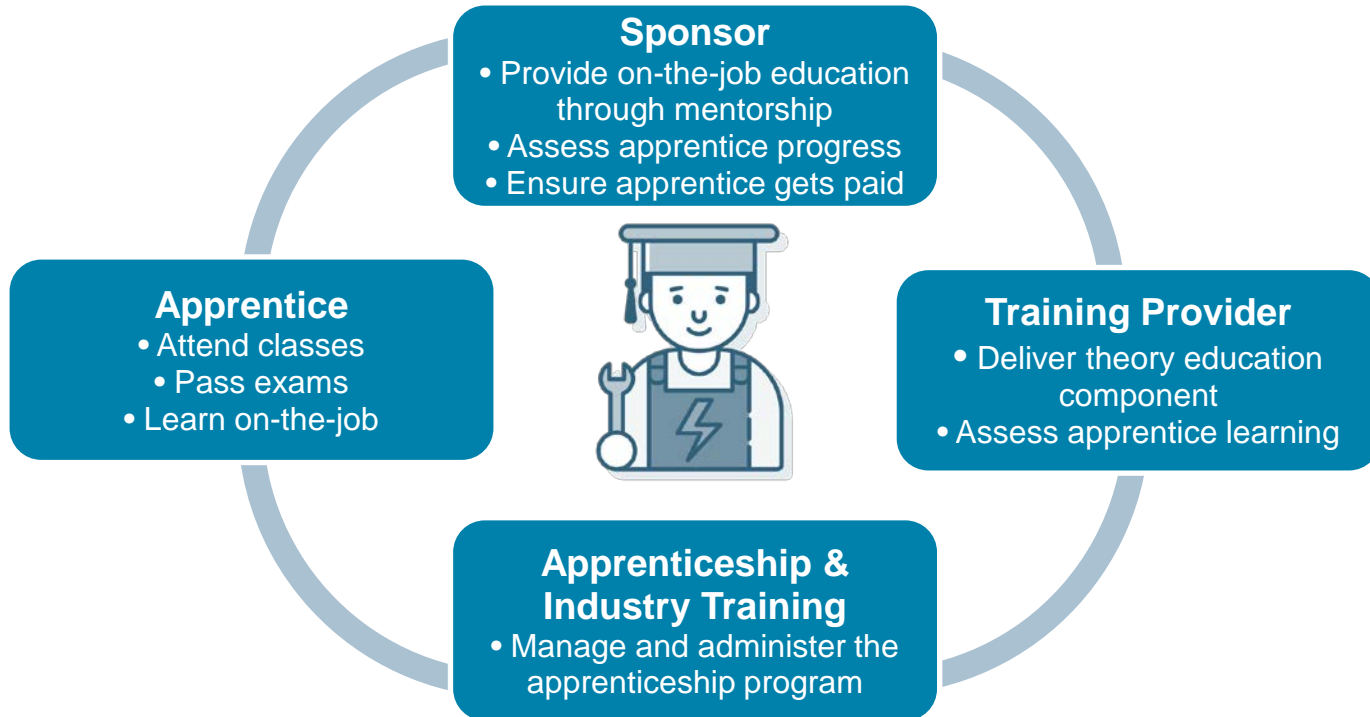 Sponsor
• Provide on-the-job education
through mentorship
• Assess apprentice progress
• Ensure apprentice gets paid
Apprentice
• Attend classes
• Pass exams
• Learn on-the-job
Training Provider
• Deliver theory education
component
• Assess apprentice learning
Apprenticeship &
Industry Training
• Manage and administer the
apprenticeship program